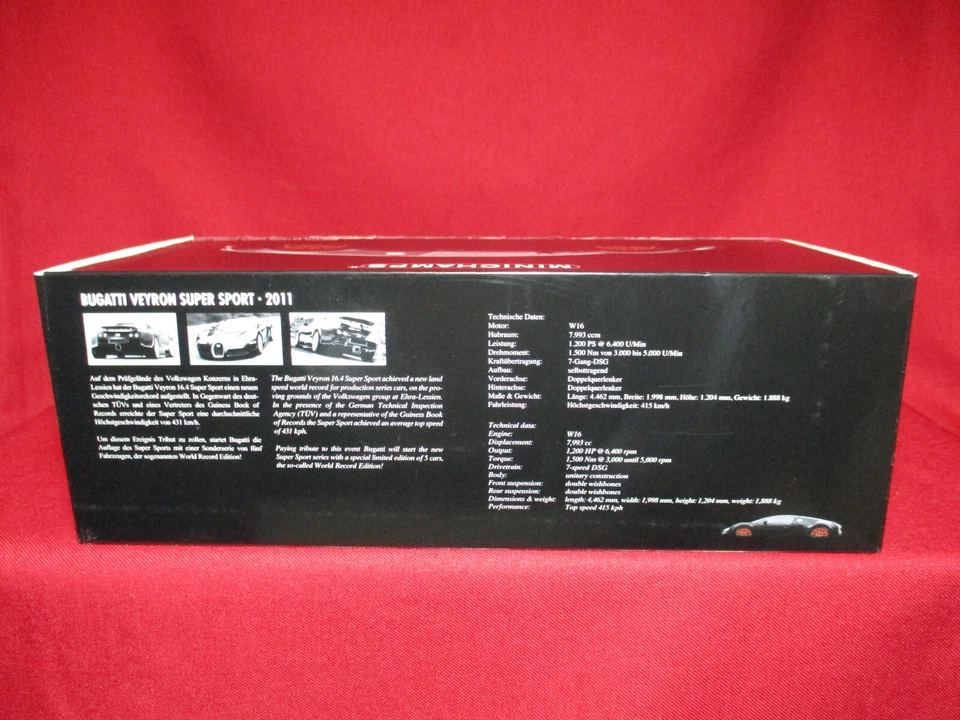 MINICHAMPS
BUGATTI VEYRON SUPER SPORT • 2011
Auf dem Prüfgelände des Volkswagen Konzerns in Ehra-
Lessien hat der Bugatti Veyron 16.4 Super Sport einen neuen
Geschwindigkeitsrekord aufgestellt. In Gegenwart des deut-
schen TÜVs und eines Vertreters des Guiness Book of
Records erreichte der Super Sport eine durchschnittliche
Höchstgeschwindigkeit von 431 km/h.
Um diesem Ereignis Tribut zu zollen, startet Bugatti die
Auflage des Super Sports mit einer Sonderserie von fünf
Fahrzeugen, der sogenannten World Record Edition!
The Bugatti Veyron 16.4 Super Sport achieved a new land
speed world record for production series cars, on the pro-
ving grounds of the Volkswagen group at Ehra-Lessien.
In the presence of the German Technical Inspection
Agency (TÜV) and a representative of the Guiness Book
of Records the Super Sport achieved an average top speed
of 431 kph.
Paying tribute to this event Bugatti will start the new
Super Sport series with a special limited edition of 5 cars,
the so-called World Record Edition!
Technische Daten:
Motor: W16
Hubraum: 7.993 ccm
Leistung: 1.200 PS @ 6.400 U/Min
Drehmoment: 1.500 Nm von 3.000 bis 5.000 U/Min
Kraftübertragung: 7-Gang-DSG
Aufbau: selbsttragend
Vorderachse: Doppelquerlenker
Hinterachse: Doppelquerlenker
Maße & Gewicht: Länge: 4.462 mm, Breite: 1.998 mm, Höhe: 1.204 mm, Gewicht: 1.888 kg
Fahrleistung: Höchstgeschwindigkeit: 415 km/h
Technical data:
Engine: W16
Displacement: 7,993 cc
Output: 1,200 HP @ 6,400 rpm
Torque: 1,500 Nm @ 3,000 until 5,000 rpm
Drivetrain: 7-speed DSG
Body: unitary construction
Front suspension: double wishbones
Rear suspension: double wishbones
Dimensions & weight: length: 4,462 mm, width: 1,998 mm, height: 1,204 mm, weight: 1,888 kg
Performance: Top speed 415 kph